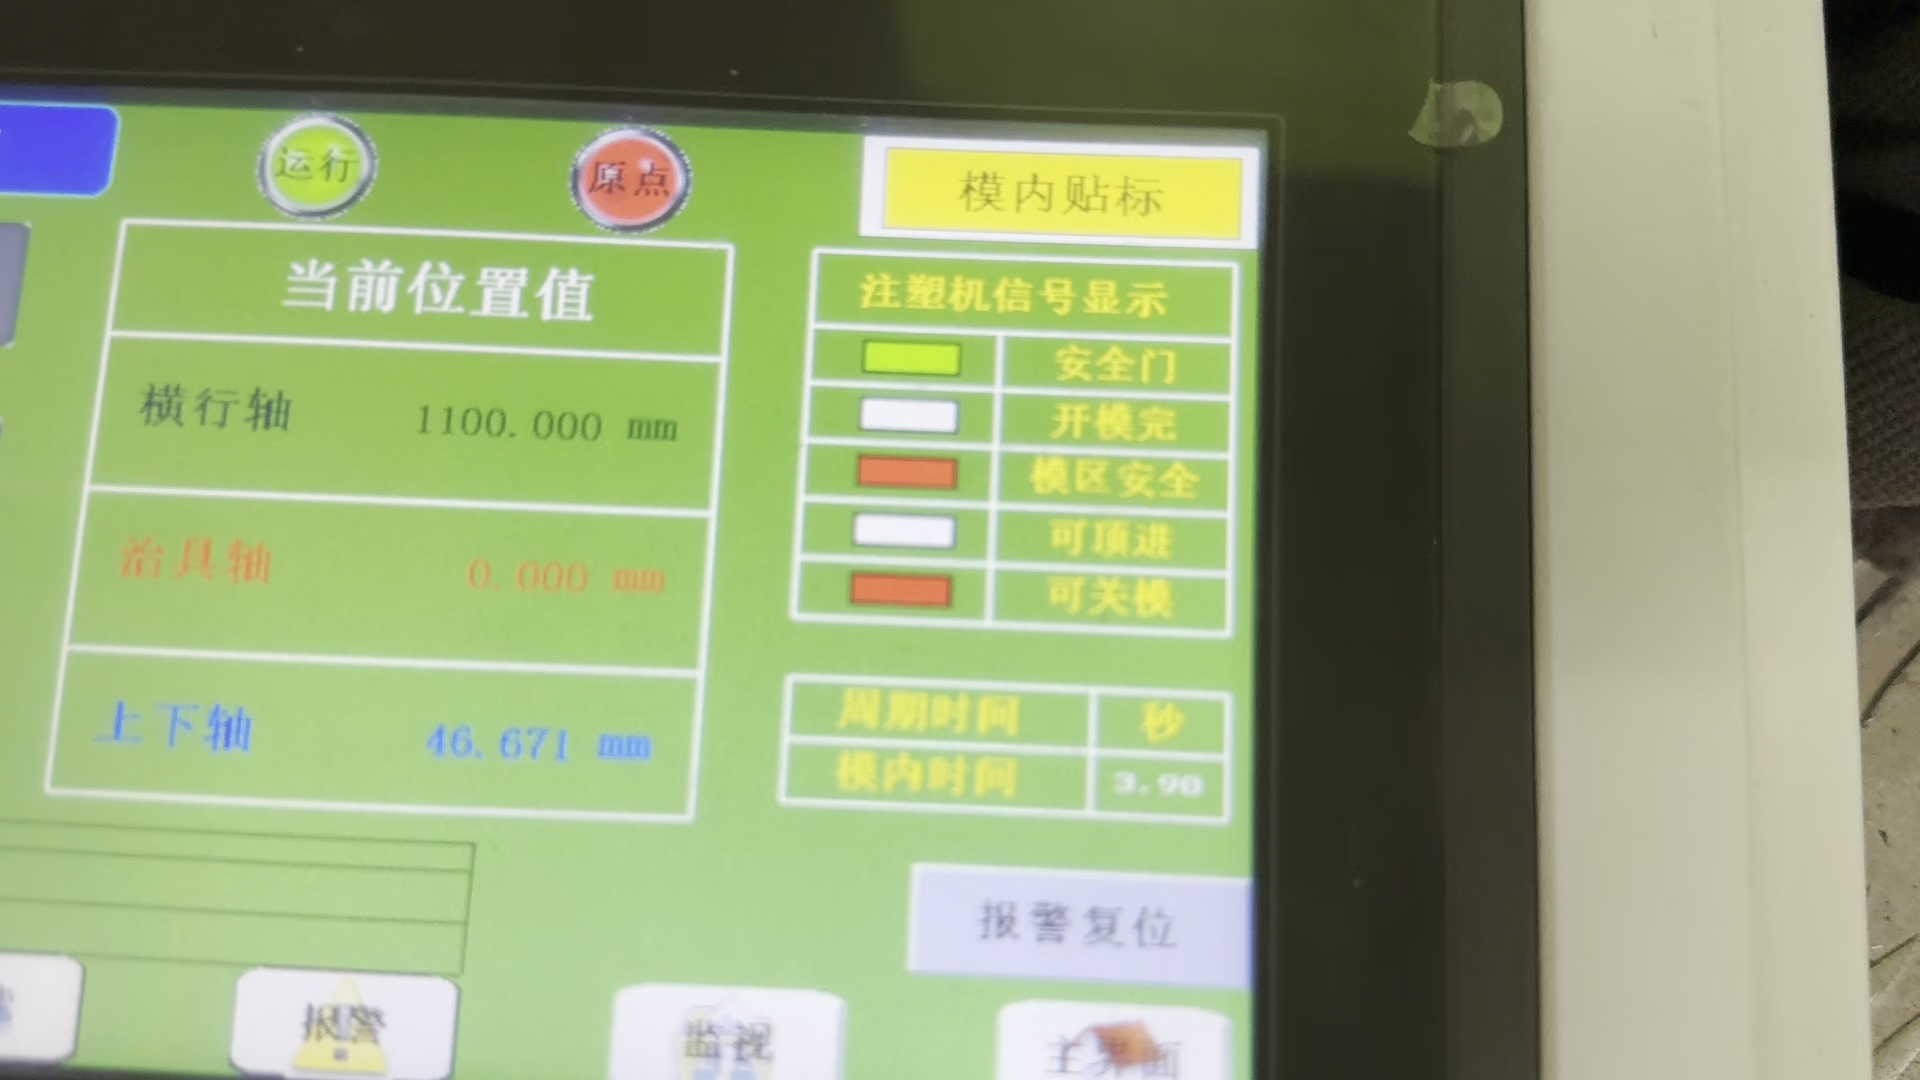 运行
原点
模内贴标
当前位置值
横行轴 1100.000 mm
治具轴 0.000 mm
上下轴 46.671 mm
注塑机信号显示
安全门
开模完
模区安全
可顶进
可关模
周期时间 秒
模内时间 3.90
报警复位
报警
监视
主界面